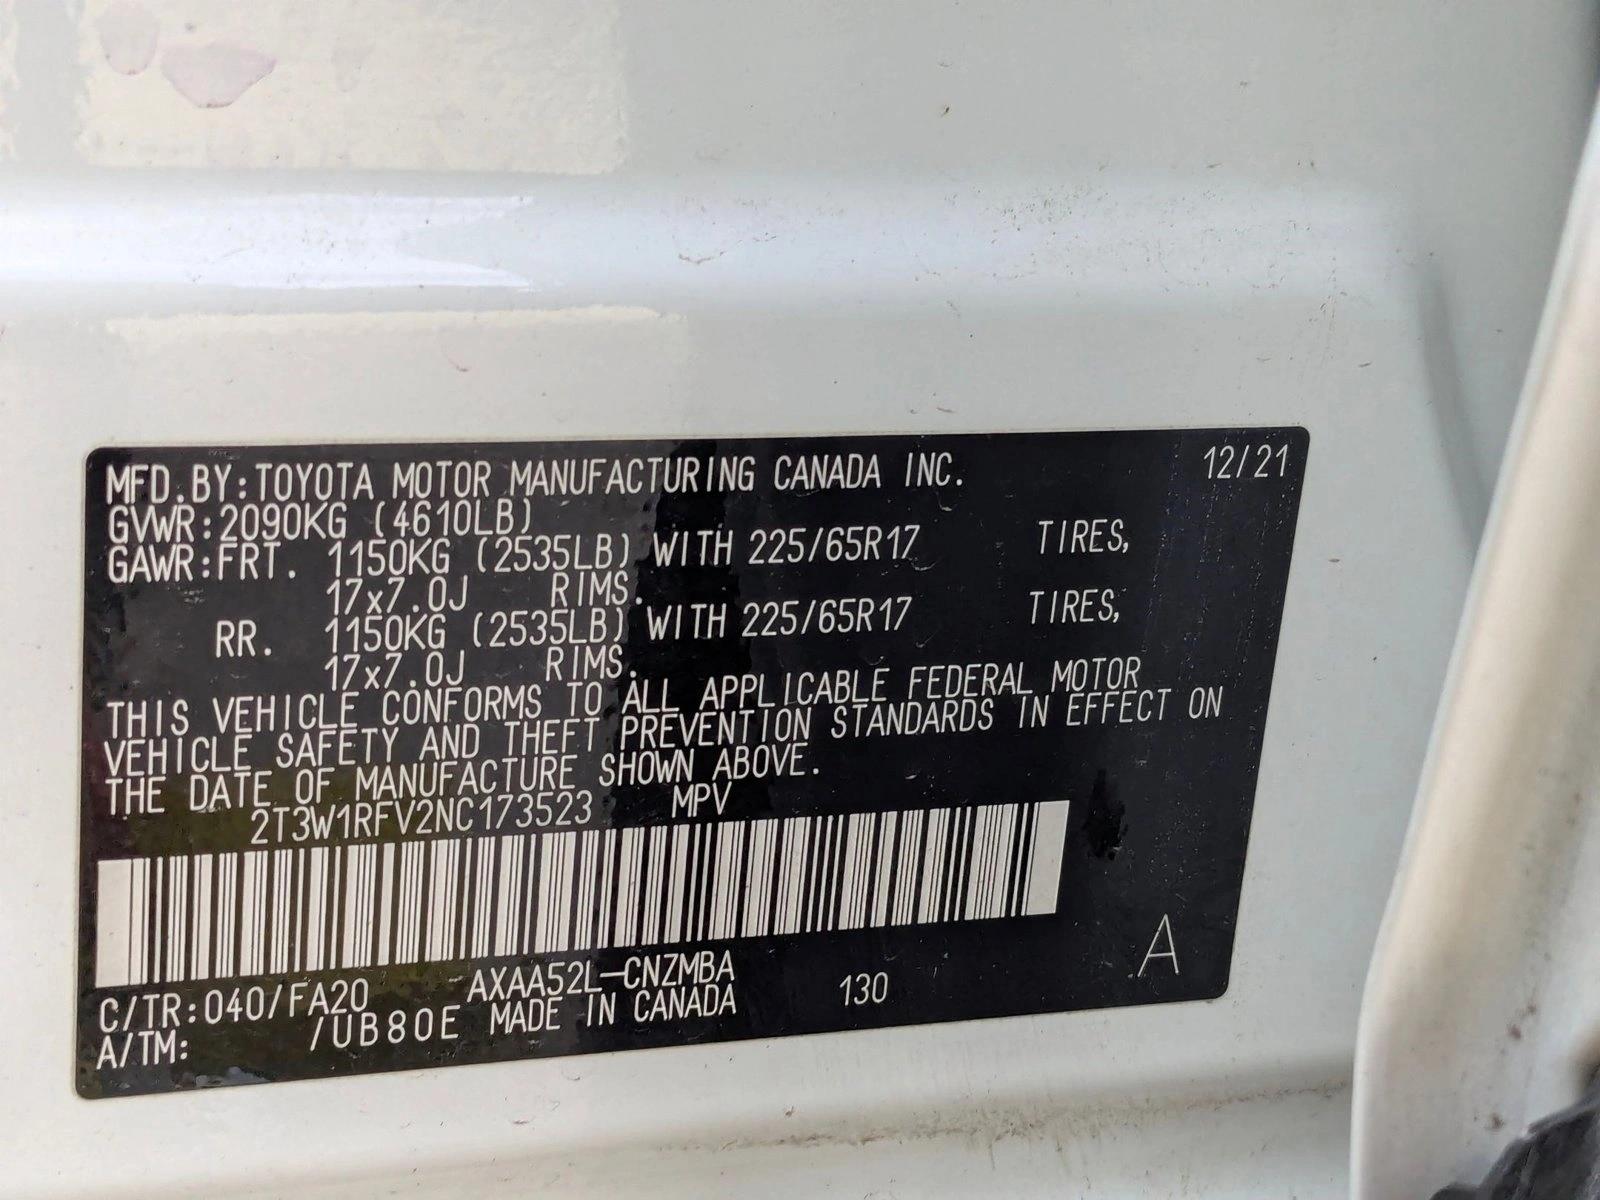 MFD.BY:TOYOTA MOTOR MANUFACTURING CANADA INC. 12/21
GVWR:2090KG (4610LB)
GAWR:FRT. 1150KG (2535LB) WITH 225/65R17 TIRES,
17x7.0J RIMS.
RR. 1150KG (2535LB) WITH 225/65R17 TIRES,
17x7.0J RIMS.
THIS VEHICLE CONFORMS TO ALL APPLICABLE FEDERAL MOTOR
VEHICLE SAFETY AND THEFT PREVENTION STANDARDS IN EFFECT ON
THE DATE OF MANUFACTURE SHOWN ABOVE.
2T3W1RFV2NC173523 MPV
A
C/TR:040/FA20 AXAA52L-CNZMBA 130
A/TM: /UB80E MADE IN CANADA